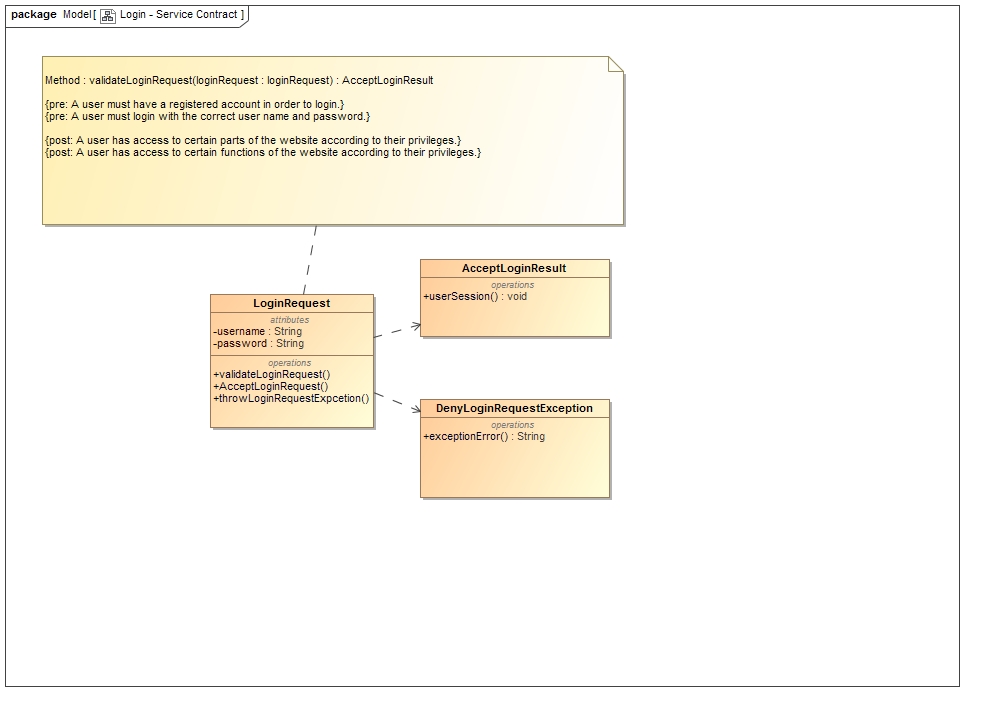 package Model[ Login - Service Contract ]
Method : validateLoginRequest(loginRequest : loginRequest) : AcceptLoginResult
{pre: A user must have a registered account in order to login.}
{pre: A user must login with the correct user name and password.}
{post: A user has access to certain parts of the website according to their privileges.}
{post: A user has access to certain functions of the website according to their privileges.}
AcceptLoginResult
operations
+userSession() : void
LoginRequest
attributes
-username : String
-password : String
operations
+validateLoginRequest()
+AcceptLoginRequest()
+throwLoginRequestExpcetion()
DenyLoginRequestException
operations
+exceptionError() : String